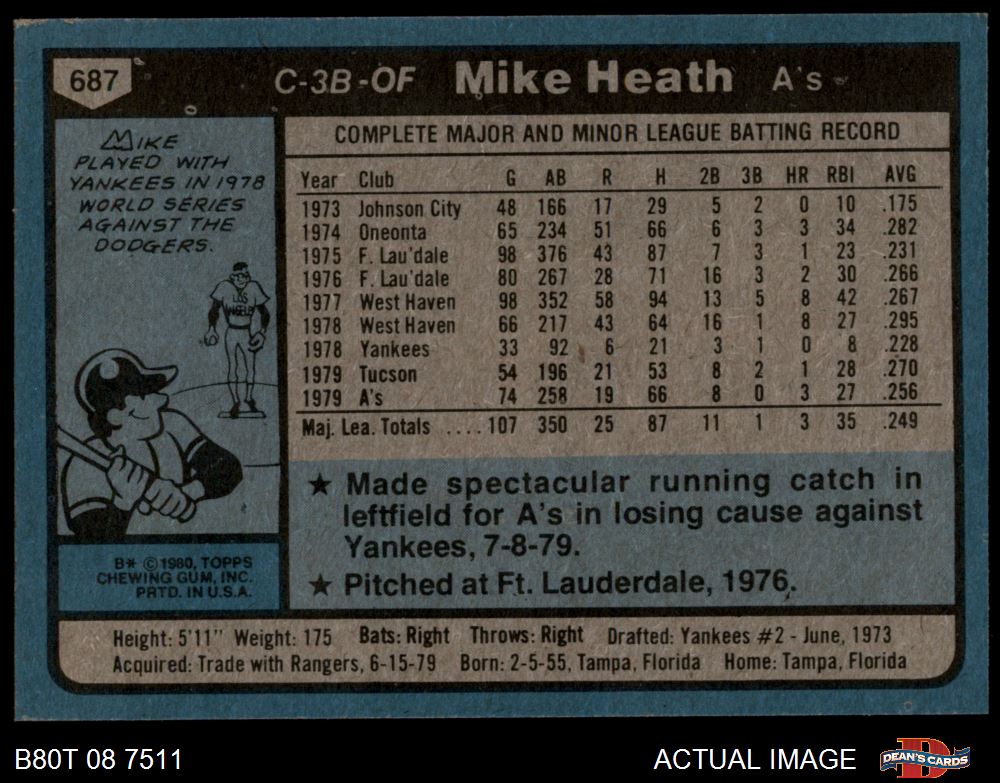 687 C-3B-OF Mike Heath A's
MIKE
PLAYED WITH
YANKEES IN 1978
WORLD SERIES
AGAINST THE
DODGERS.
LOS
ANGELES
B* ©1980, TOPPS
CHEWING GUM, INC.
PRTD. IN U.S.A.
COMPLETE MAJOR AND MINOR LEAGUE BATTING RECORD
Year Club G AB R H 2B 3B HR RBI AVG
1973 Johnson City 48 166 17 29 5 2 0 10 .175
1974 Oneonta 65 234 51 66 6 3 3 34 .282
1975 F. Lau'dale 98 376 43 87 7 3 1 23 .231
1976 F. Lau'dale 80 267 28 71 16 3 2 30 .266
1977 West Haven 98 352 58 94 13 5 8 42 .267
1978 West Haven 66 217 43 64 16 1 8 27 .295
1978 Yankees 33 92 6 21 3 1 0 8 .228
1979 Tucson 54 196 21 53 8 2 1 28 .270
1979 A's 74 258 19 66 8 0 3 27 .256
Maj. Lea. Totals ....107 350 25 87 11 1 3 35 .249
★ Made spectacular running catch in
leftfield for A's in losing cause against
Yankees, 7-8-79.
★ Pitched at Ft. Lauderdale, 1976.
Height: 5'11" Weight: 175 Bats: Right Throws: Right Drafted: Yankees #2 - June, 1973
Acquired: Trade with Rangers, 6-15-79 Born: 2-5-55, Tampa, Florida Home: Tampa, Florida
B80T 08 7511 ACTUAL IMAGE DEAN'S CARDS